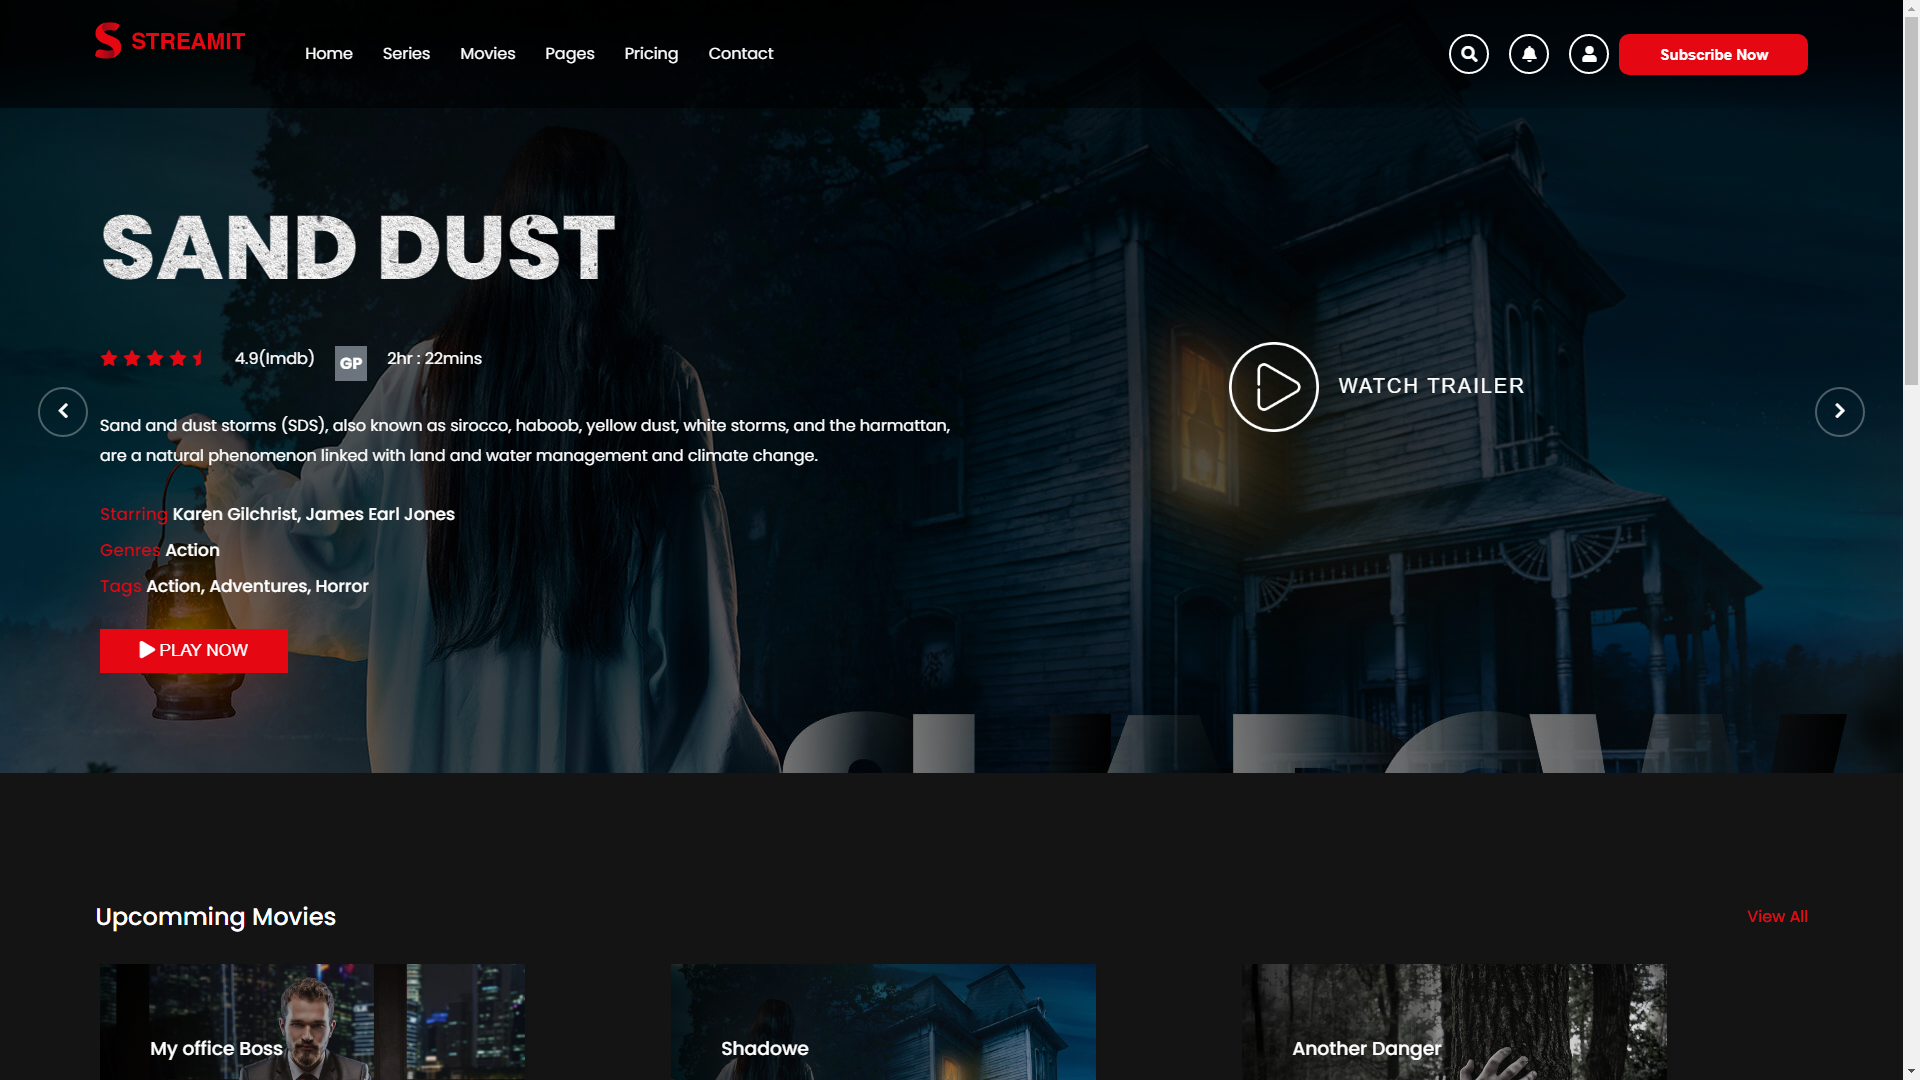 STREAMIT
Home Series Movies Pages Pricing Contact
Subscribe Now
SAND DUST
4.9(Imdb) GP 2hr : 22mins
Sand and dust storms (SDS), also known as sirocco, haboob, yellow dust, white storms, and the harmattan,
are a natural phenomenon linked with land and water management and climate change.
Starring Karen Gilchrist, James Earl Jones
Genres Action
Tags Action, Adventures, Horror
PLAY NOW
WATCH TRAILER
Upcomming Movies
View All
My office Boss
Shadowe
Another Danger